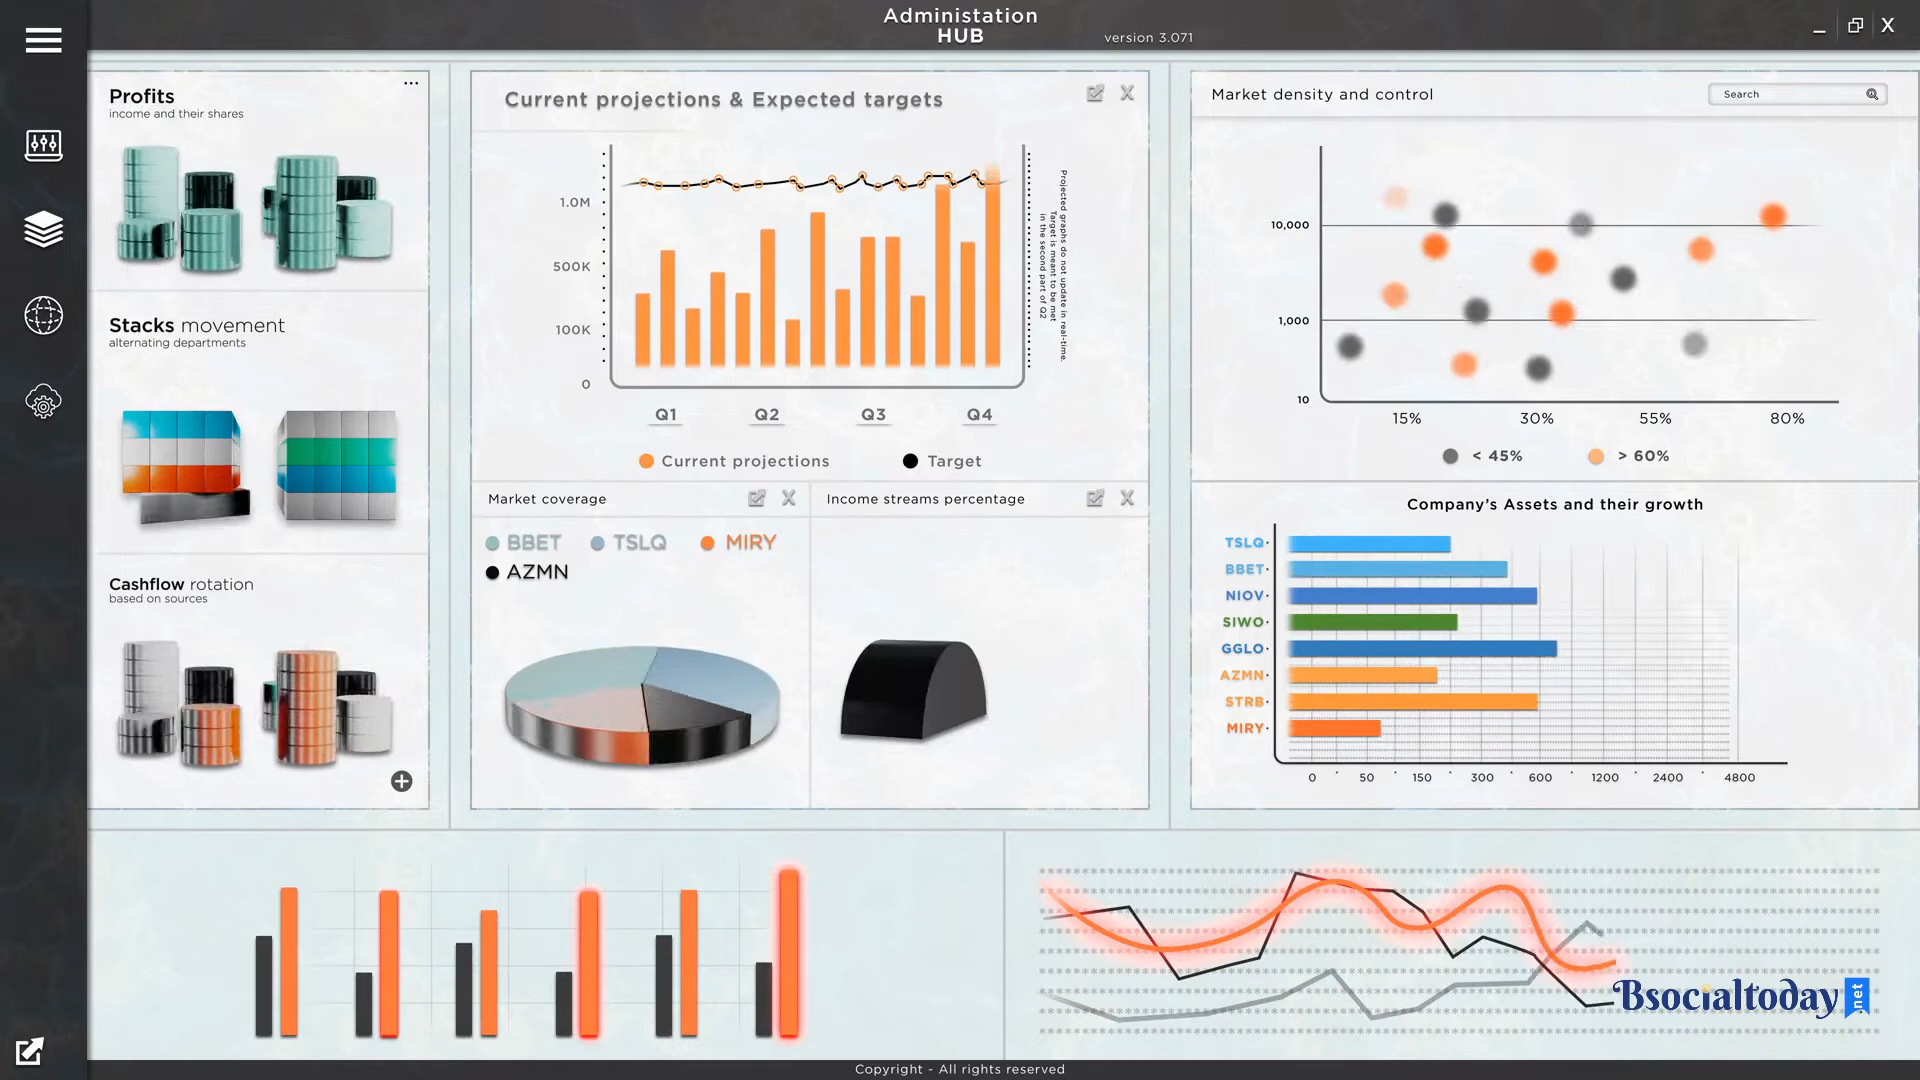 Administation
HUB
version 3.071
X
Profits
income and their shares
Stacks movement
alternating departments
Cashflow rotation
based on sources
Current projections & Expected targets
X
1.0M
500K
100K
0
Q1
Q2
Q3
Q4
Projected graphs do not update in real-time.
Target is meant to be met
in the second part of Q2
Current projections
Target
Market coverage
X
BBET
TSLQ
MIRY
AZMN
Income streams percentage
X
Market density and control
Search
10,000
1,000
10
15%
30%
55%
80%
< 45%
> 60%
Company's Assets and their growth
TSLQ
BBET
NIOV
SIWO
GGLO
AZMN
STRB
MIRY
0
50
150
300
600
1200
2400
4800
Bsocialtoday
.net
Copyright - All rights reserved